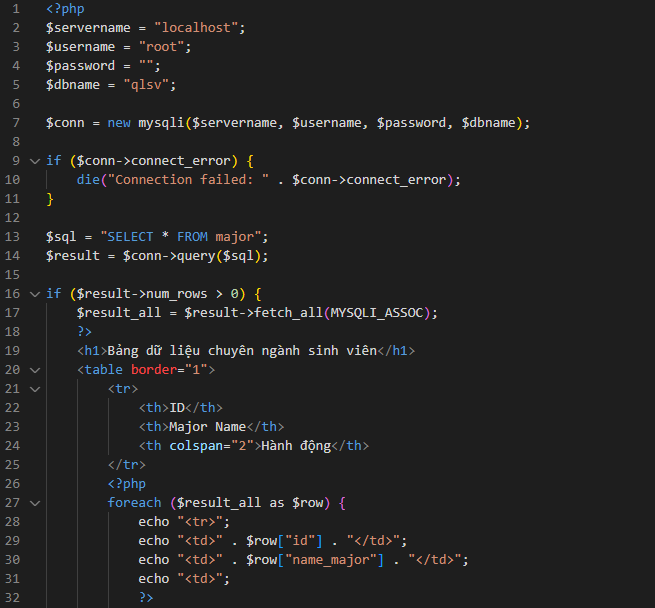 1 <?php
2 $servername = "localhost";
3 $username = "root";
4 $password = "";
5 $dbname = "qlsv";
6
7 $conn = new mysqli($servername, $username, $password, $dbname);
8
9 if ($conn->connect_error) {
10     die("Connection failed: " . $conn->connect_error);
11 }
12
13 $sql = "SELECT * FROM major";
14 $result = $conn->query($sql);
15
16 if ($result->num_rows > 0) {
17     $result_all = $result->fetch_all(MYSQLI_ASSOC);
18     ?>
19     <h1>Bảng dữ liệu chuyên ngành sinh viên</h1>
20     <table border="1">
21         <tr>
22             <th>ID</th>
23             <th>Major Name</th>
24             <th colspan="2">Hành động</th>
25         </tr>
26         <?php
27         foreach ($result_all as $row) {
28             echo "<tr>";
29             echo "<td>" . $row["id"] . "</td>";
30             echo "<td>" . $row["name_major"] . "</td>";
31             echo "<td>";
32             ?>